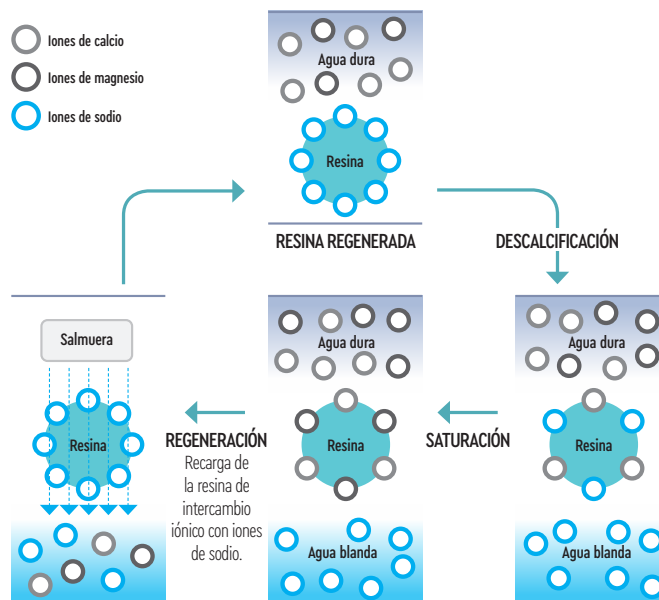 Iones de calcio
Iones de magnesio
Iones de sodio
Agua dura
Resina
RESINA REGENERADA
DESCALCIFICACIÓN
Agua dura
Resina
Agua blanda
SATURACIÓN
Agua dura
Resina
Agua blanda
REGENERACIÓN
Recarga de
la resina de
intercambio
iónico con iones
de sodio.
Salmuera
Resina